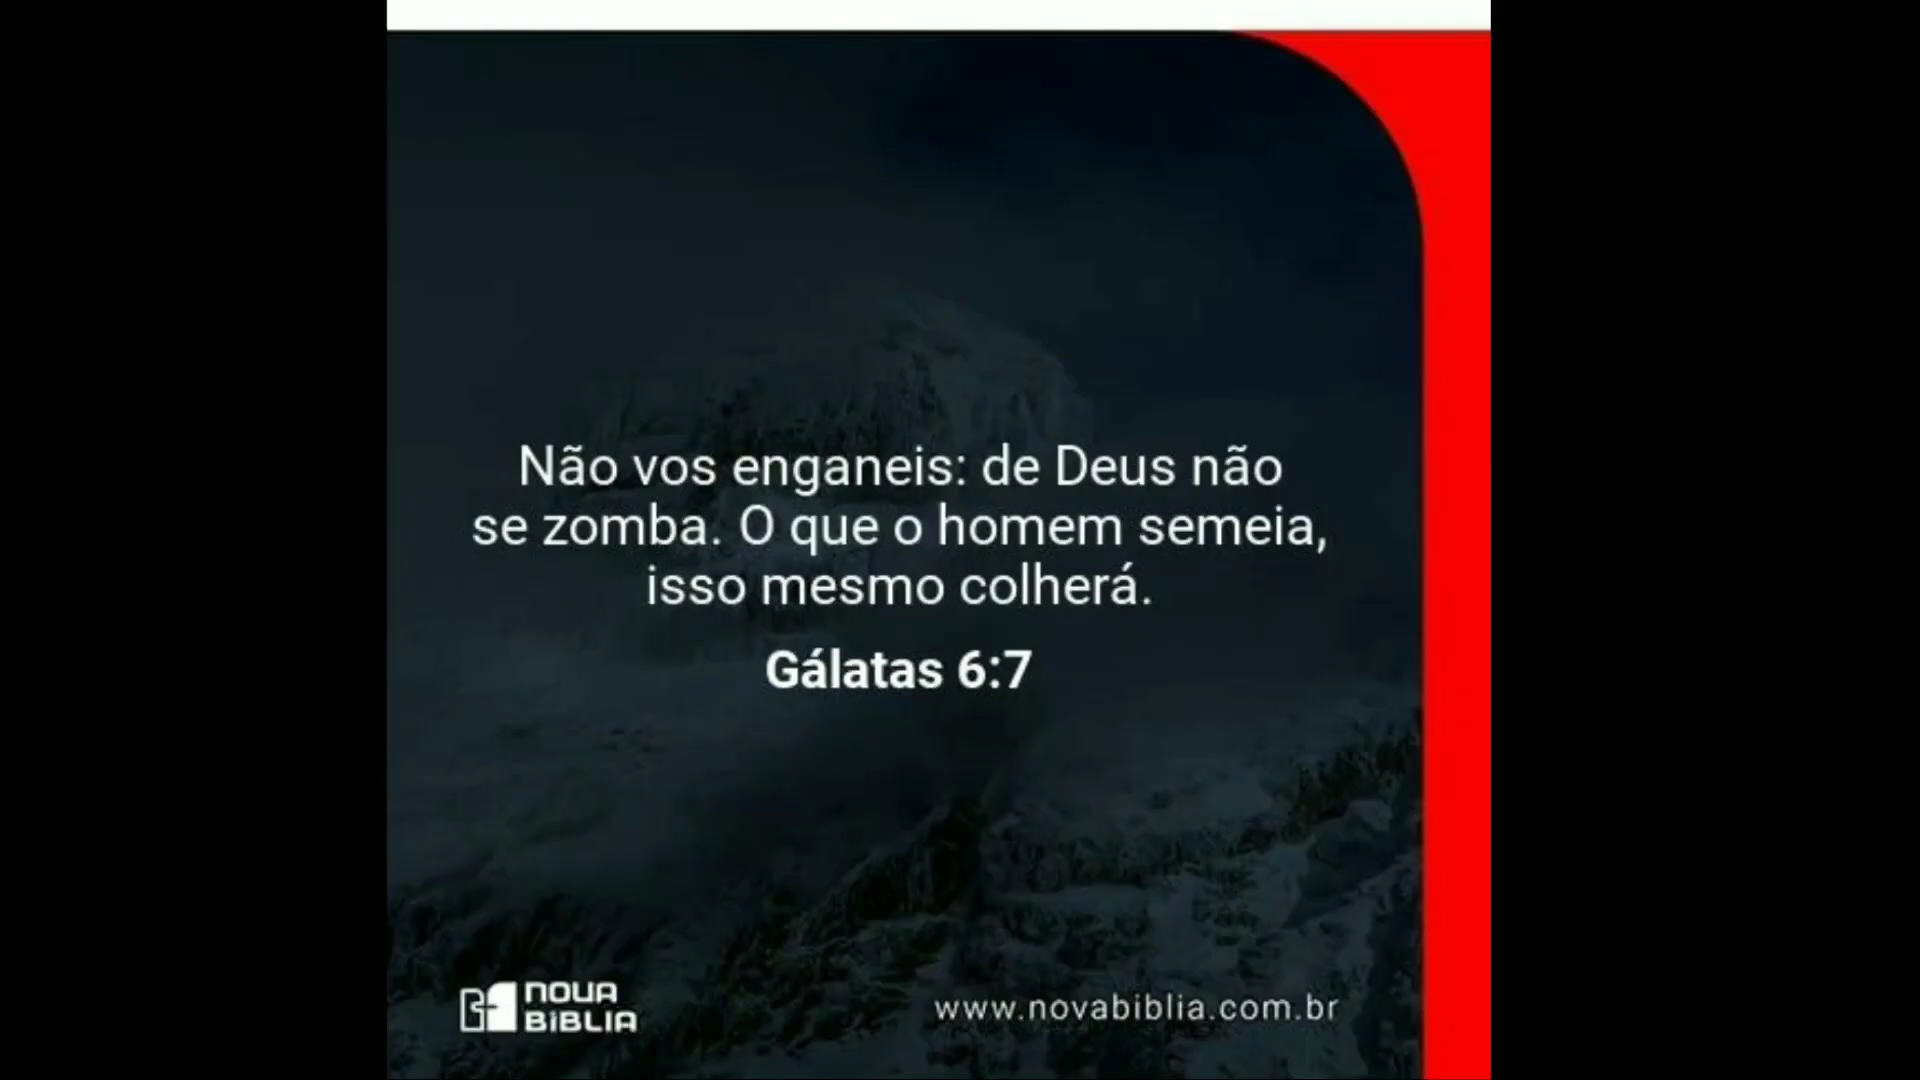 Não vos enganeis: de Deus não
se zomba. O que o homem semeia,
isso mesmo colherá.
Gálatas 6:7
NOVA
BÍBLIA
www.novabiblia.com.br